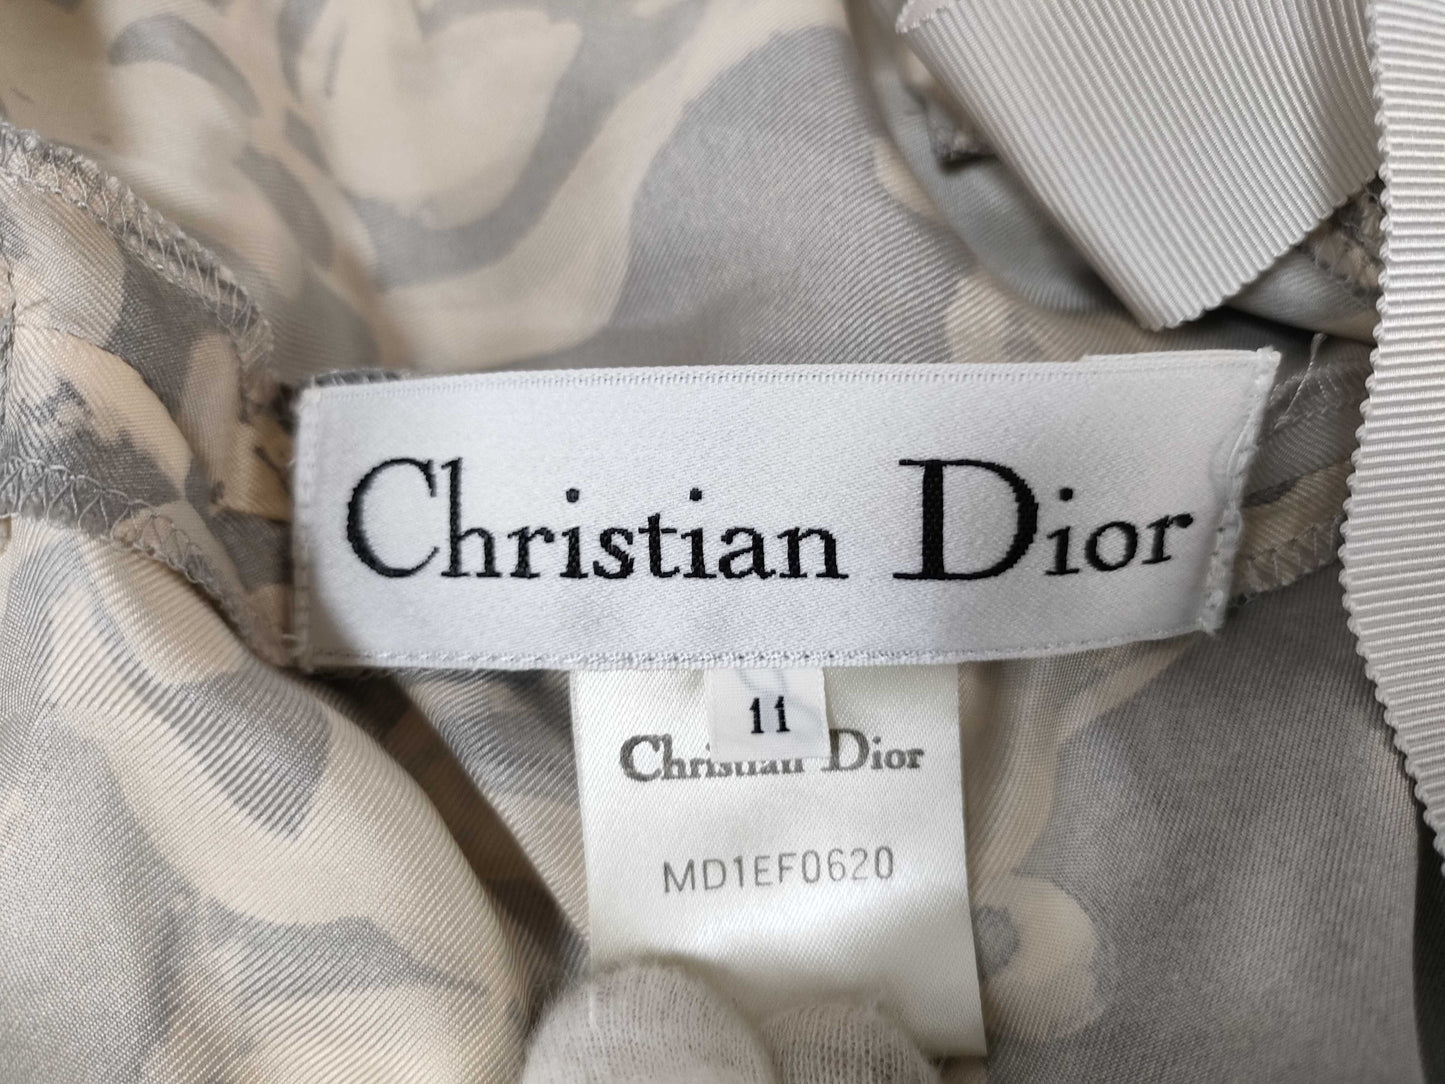 Christian Dior
11
Christian Dior
MD1EF0620